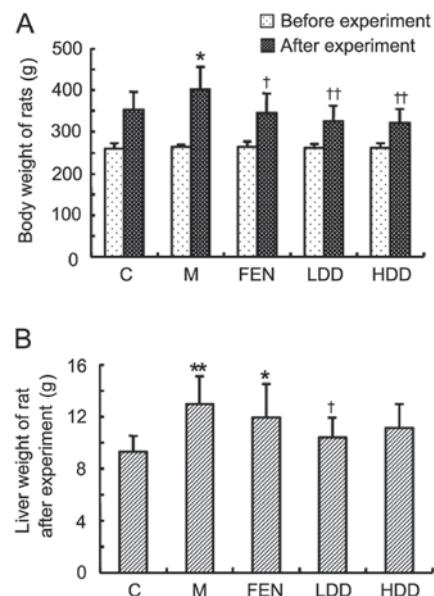 A
Before experiment
After experiment
Body weight of rats (g)
500
400
300
200
100
0
*
†
††
††
C M FEN LDD HDD
B
Liver weight of rat
after experiment (g)
16
12
8
4
0
**
*
†
C M FEN LDD HDD